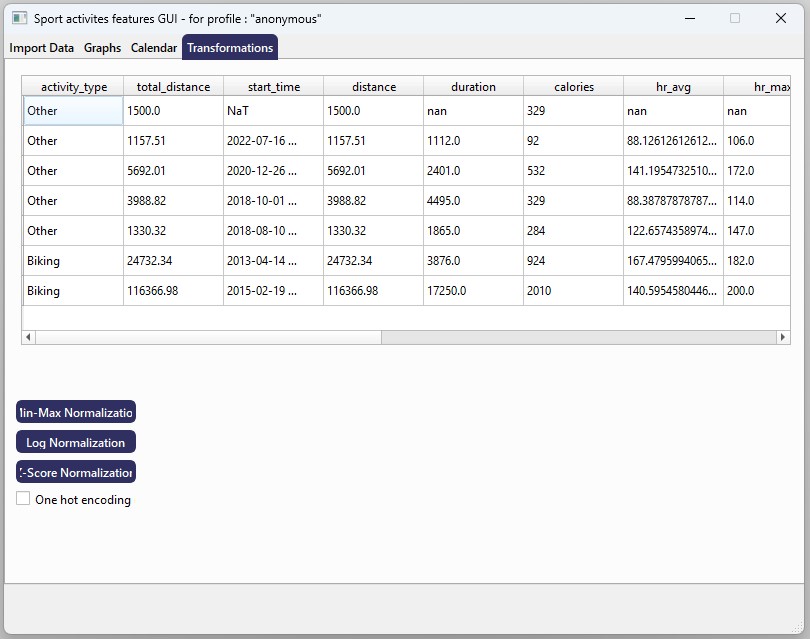 Sport activites features GUI - for profile : "anonymous"
Import Data Graphs Calendar Transformations
activity_type total_distance start_time distance duration calories hr_avg hr_max
Other 1500.0 NaT 1500.0 nan 329 nan nan
Other 1157.51 2022-07-16 ... 1157.51 1112.0 92 88.12612612612... 106.0
Other 5692.01 2020-12-26 ... 5692.01 2401.0 532 141.1954732510... 172.0
Other 3988.82 2018-10-01 ... 3988.82 4495.0 329 88.38787878787... 114.0
Other 1330.32 2018-08-10 ... 1330.32 1865.0 284 122.6574358974... 147.0
Biking 24732.34 2013-04-14 ... 24732.34 3876.0 924 167.4795994065... 182.0
Biking 116366.98 2015-02-19 ... 116366.98 17250.0 2010 140.5954580446... 200.0
lin-Max Normalizatio
Log Normalization
Z-Score Normalization
One hot encoding